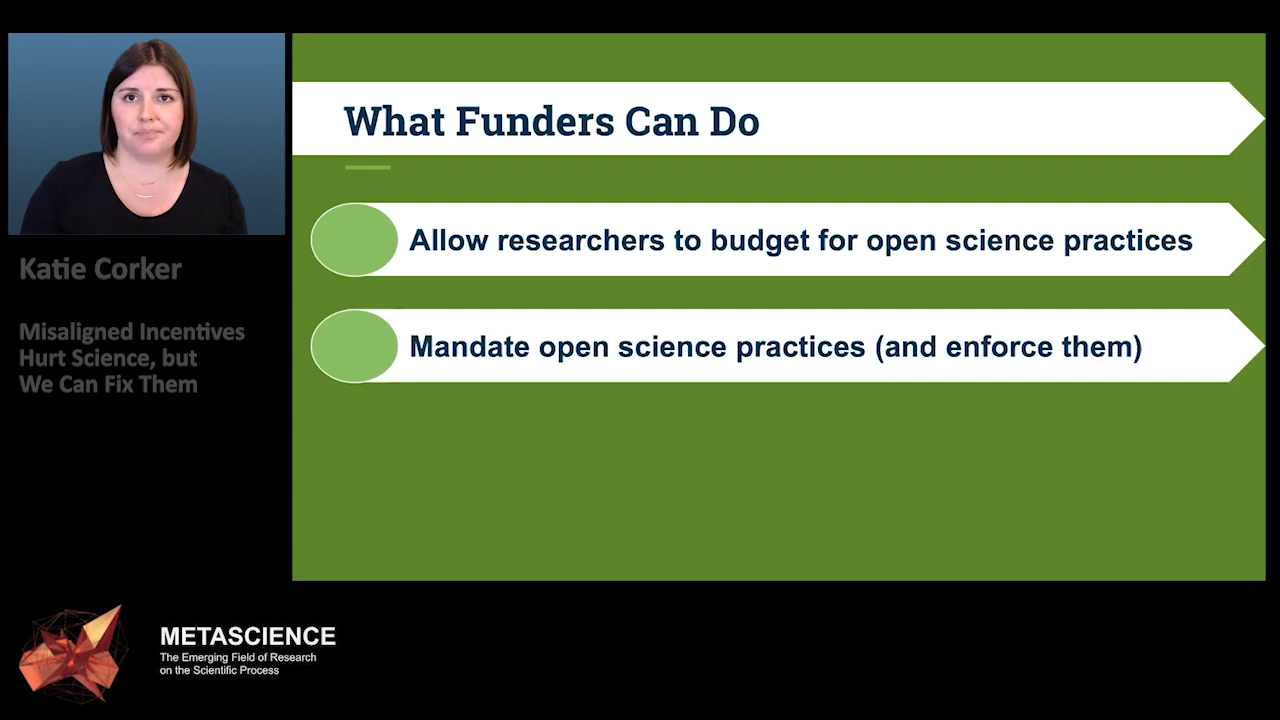 What Funders Can Do
Allow researchers to budget for open science practices
Mandate open science practices (and enforce them)
Katie Corker
Misaligned Incentives
Hurt Science, but
We Can Fix Them
METASCIENCE
The Emerging Field of Research
on the Scientific Process